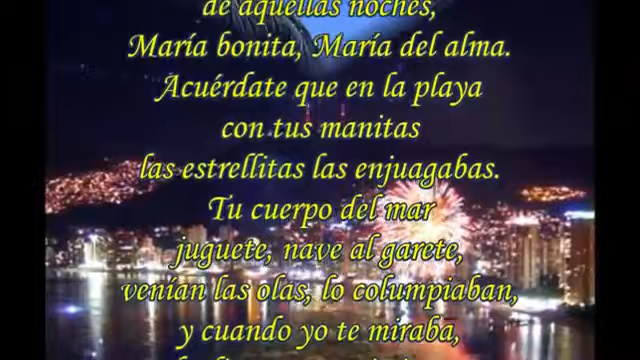 de aquellas noches,
María bonita, María del alma.
Acuérdate que en la playa
con tus manitas
las estrellitas las enjuagabas.
Tu cuerpo del mar
juguete, nave al garete,
venían las olas, lo columpiaban,
y cuando yo te miraba,